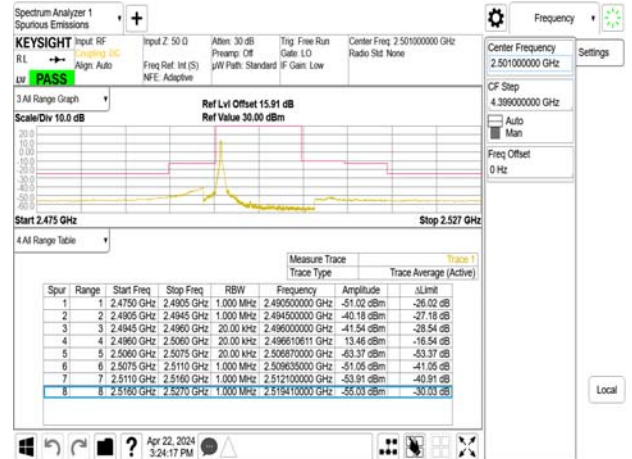 Spectrum Analyzer 1
Spurious Emissions
+
Frequency
KEYSIGHT Input: RF Input Z: 50 Ω Atten: 30 dB Trig: Free Run Center Freq: 2.501000000 GHz
RL Coupling: DC Preamp: Off Gate: LO Radio Std: None
Align: Auto Freq Ref: Int (S) µW Path: Standard IF Gain: Low
LV PASS NFE: Adaptive
Center Frequency
2.501000000 GHz
Settings
CF Step
4.399000000 GHz
Auto
Man
Freq Offset
0 Hz
3 All Range Graph
Ref Lvl Offset 15.91 dB
Scale/Div 10.0 dB Ref Value 30.00 dBm
20.0
10.0
0.00
-10.0
-20.0
-30.0
-40.0
-50.0
-60.0
Start 2.475 GHz Stop 2.527 GHz
4 All Range Table
Measure Trace Trace 1
Trace Type Trace Average (Active)
Spur Range Start Freq Stop Freq RBW Frequency Amplitude ΔLimit
1 1 2.4750 GHz 2.4905 GHz 1.000 MHz 2.490500000 GHz -51.02 dBm -26.02 dB
2 2 2.4905 GHz 2.4945 GHz 1.000 MHz 2.494500000 GHz -40.18 dBm -27.18 dB
3 3 2.4945 GHz 2.4960 GHz 20.00 kHz 2.496000000 GHz -41.54 dBm -28.54 dB
4 4 2.4960 GHz 2.5060 GHz 20.00 kHz 2.496610611 GHz 13.46 dBm -16.54 dB
5 5 2.5060 GHz 2.5075 GHz 20.00 kHz 2.506870000 GHz -63.37 dBm -53.37 dB
6 6 2.5075 GHz 2.5110 GHz 1.000 MHz 2.509635000 GHz -51.05 dBm -41.05 dB
7 7 2.5110 GHz 2.5160 GHz 1.000 MHz 2.512100000 GHz -53.91 dBm -40.91 dB
8 8 2.5160 GHz 2.5270 GHz 1.000 MHz 2.519410000 GHz -55.03 dBm -30.03 dB
Local
? Apr 22, 2024
3:24:17 PM